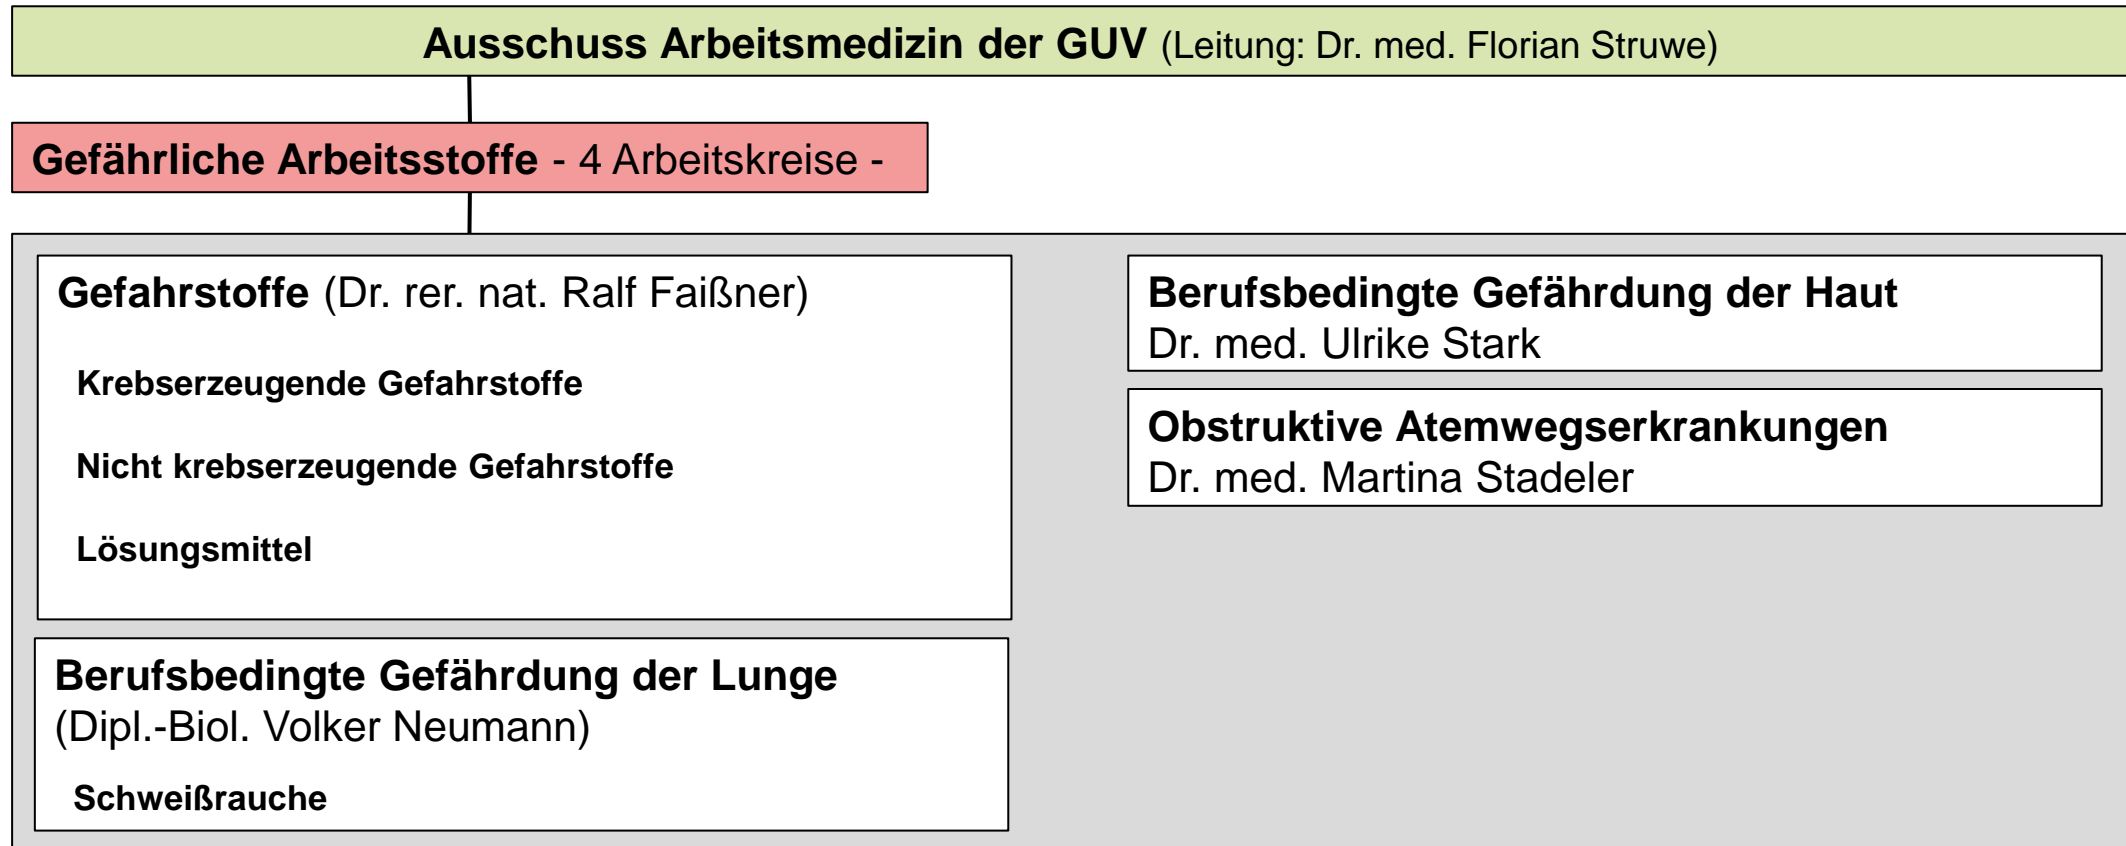 Ausschuss Arbeitsmedizin der GUV (Leitung: Dr. med. Florian Struwe)
Gefährliche Arbeitsstoffe - 4 Arbeitskreise -
Gefahrstoffe (Dr. rer. nat. Ralf Faißner)
Krebserzeugende Gefahrstoffe
Nicht krebserzeugende Gefahrstoffe
Lösungsmittel
Berufsbedingte Gefährdung der Lunge
(Dipl.-Biol. Volker Neumann)
Schweißrauche
Berufsbedingte Gefährdung der Haut
Dr. med. Ulrike Stark
Obstruktive Atemwegserkrankungen
Dr. med. Martina Stadeler